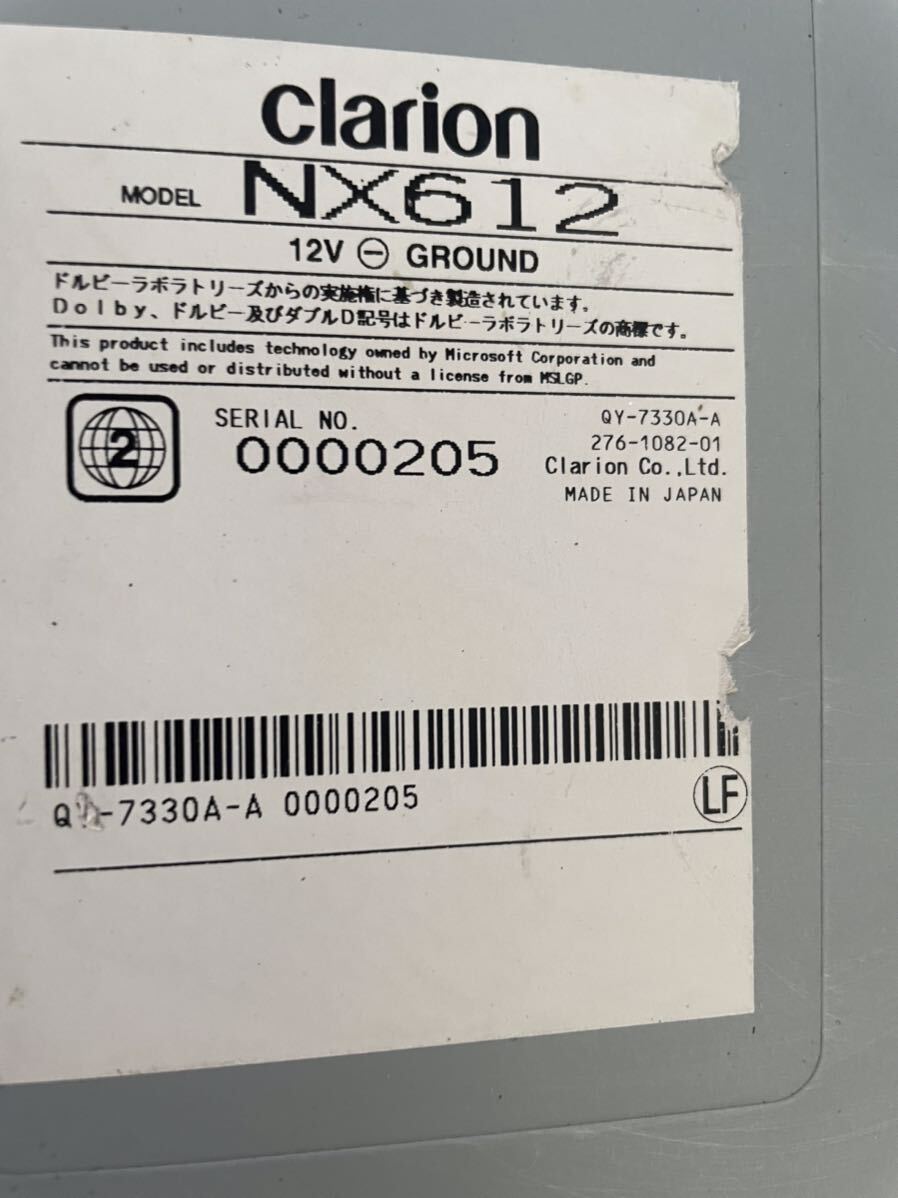 clarion
MODEL NX612
12V ⊖ GROUND
ドルビーラボラトリーズからの実施権に基づき製造されています。
Dolby、ドルビー及びダブルD記号はドルビーラボラトリーズの商標です。
This product includes technology owned by Microsoft Corporation and
cannot be used or distributed without a license from MSLGP.
2
SERIAL NO.
0000205
QY-7330A-A
276-1082-01
Clarion Co.,Ltd.
MADE IN JAPAN
QY-7330A-A 0000205
LF